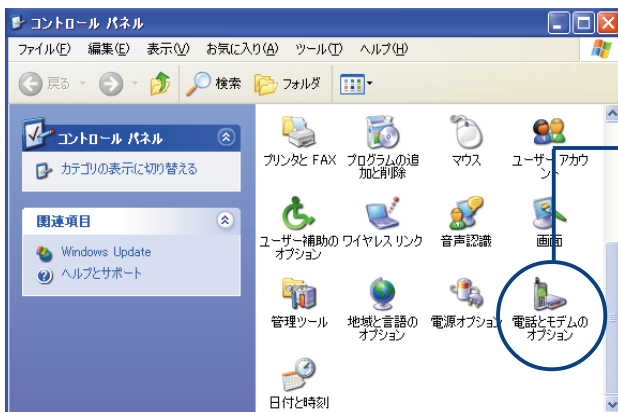 コントロール パネル
ファイル(F) 編集(E) 表示(V) お気に入り(A) ツール(T) ヘルプ(H)
戻る 検索 フォルダ
コントロール パネル
カテゴリの表示に切り替える
関連項目
Windows Update
ヘルプとサポート
プリンタと FAX
プログラムの追
加と削除
マウス
ユーザー アカウ
ント
ユーザー補助の
オプション
ワイヤレス リンク
音声認識
画面
管理ツール
地域と言語の
オプション
電源オプション
電話とモデムの
オプション
日付と時刻